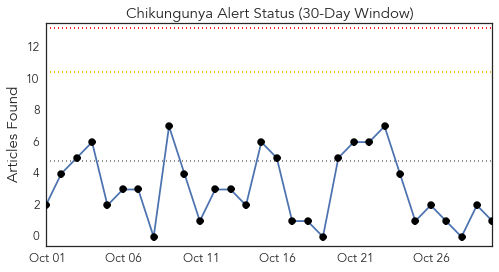 Chikungunya Alert Status (30-Day Window)
Articles Found
12
10
8
6
4
2
0
Oct 01 Oct 06 Oct 11 Oct 16 Oct 21 Oct 26